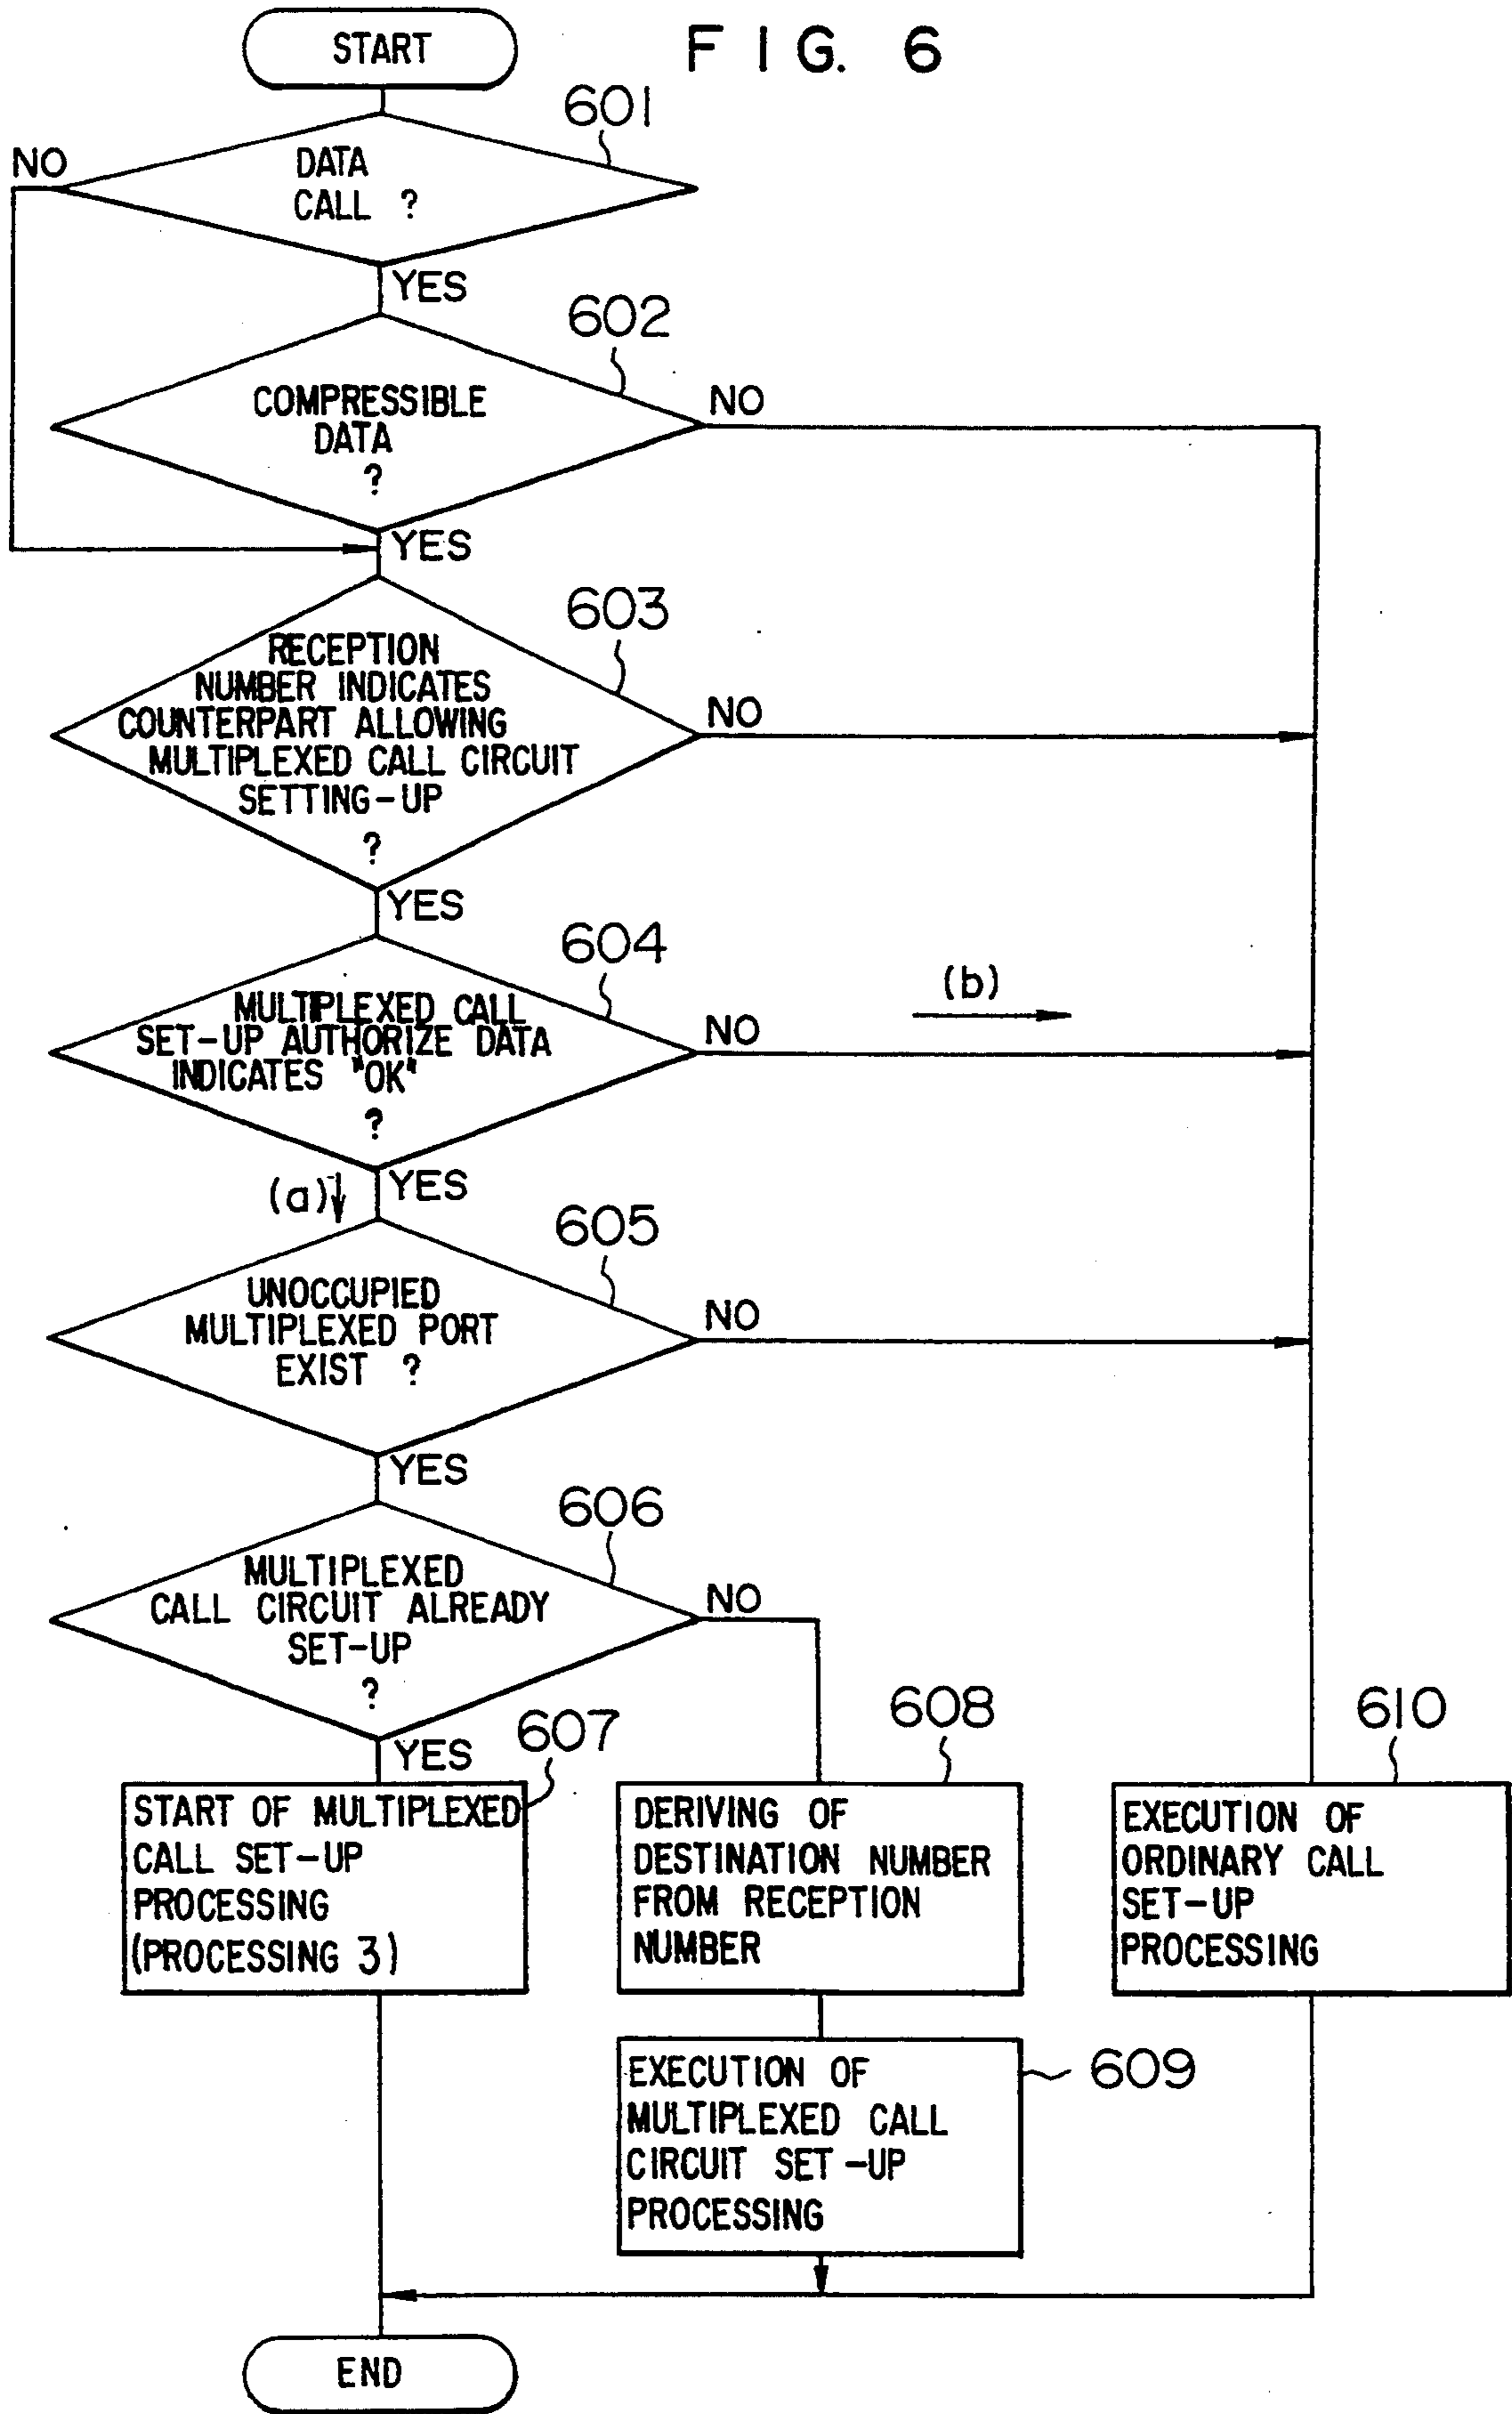 START
F I G. 6
601
NO
DATA
CALL ?
YES
602
COMPRESSIBLE
DATA
?
NO
YES
603
RECEPTION
NUMBER INDICATES
COUNTERPART ALLOWING
MULTIPLEXED CALL CIRCUIT
SETTING-UP
?
NO
YES
604
MULTIPLEXED CALL
SET-UP AUTHORIZE DATA
INDICATES "OK"
?
NO
(b)
(a)
YES
605
UNOCCUPIED
MULTIPLEXED PORT
EXIST ?
NO
YES
606
MULTIPLEXED
CALL CIRCUIT ALREADY
SET-UP
?
NO
YES
607
START OF MULTIPLEXED
CALL SET-UP
PROCESSING
(PROCESSING 3)
608
DERIVING OF
DESTINATION NUMBER
FROM RECEPTION
NUMBER
610
EXECUTION OF
ORDINARY CALL
SET-UP
PROCESSING
609
EXECUTION OF
MULTIPLEXED CALL
CIRCUIT SET-UP
PROCESSING
END